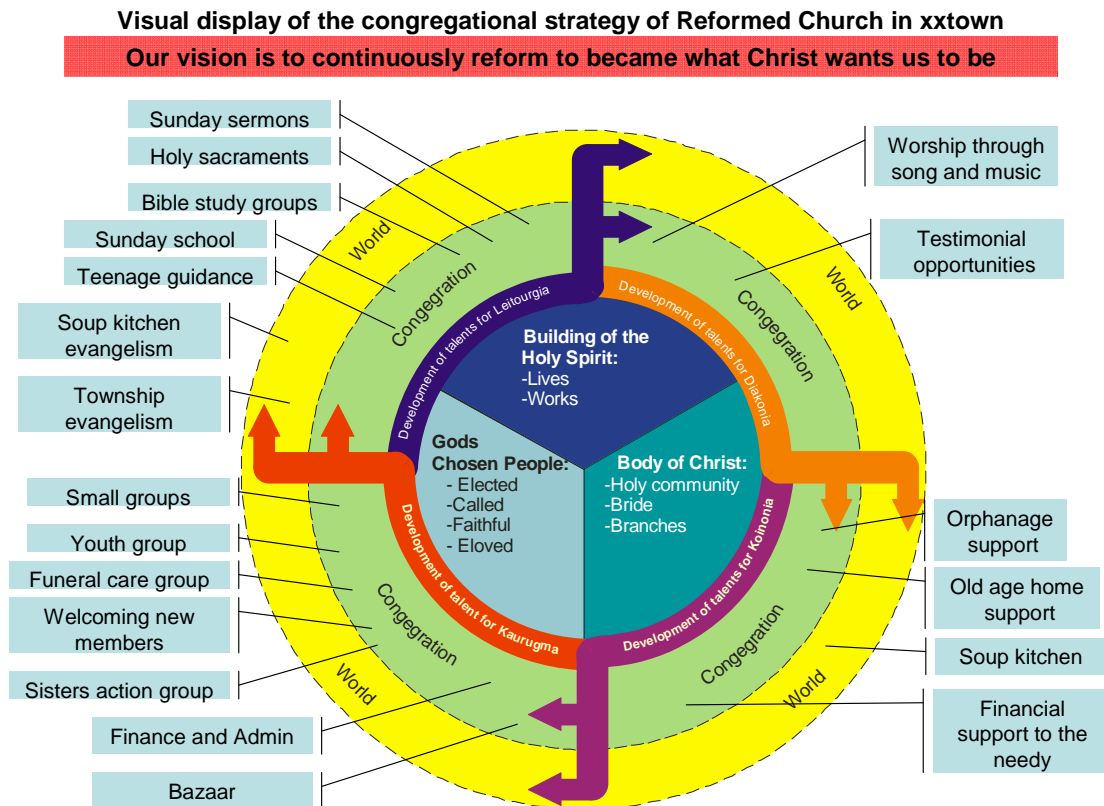 Visual display of the congregational strategy of Reformed Church in xxtown
Our vision is to continuously reform to became what Christ wants us to be
Sunday sermons
Holy sacraments
Bible study groups
Sunday school
Teenage guidance
Soup kitchen
evangelism
Township
evangelism
Small groups
Youth group
Funeral care group
Welcoming new
members
Sisters action group
Finance and Admin
Bazaar
World
Congegration
Development of talents for Leitourgia
Building of the
Holy Spirit:
-Lives
-Works
Gods
Chosen People:
- Elected
- Called
- Faithful
- Eloved
Body of Christ:
-Holy community
-Bride
-Branches
Development of talents for Diakonia
Congegration
World
Development of talent for Kaurugma
Congegration
World
Development of talents for Koinonia
Congegration
World
Worship through
song and music
Testimonial
opportunities
Orphanage
support
Old age home
support
Soup kitchen
Financial
support to the
needy